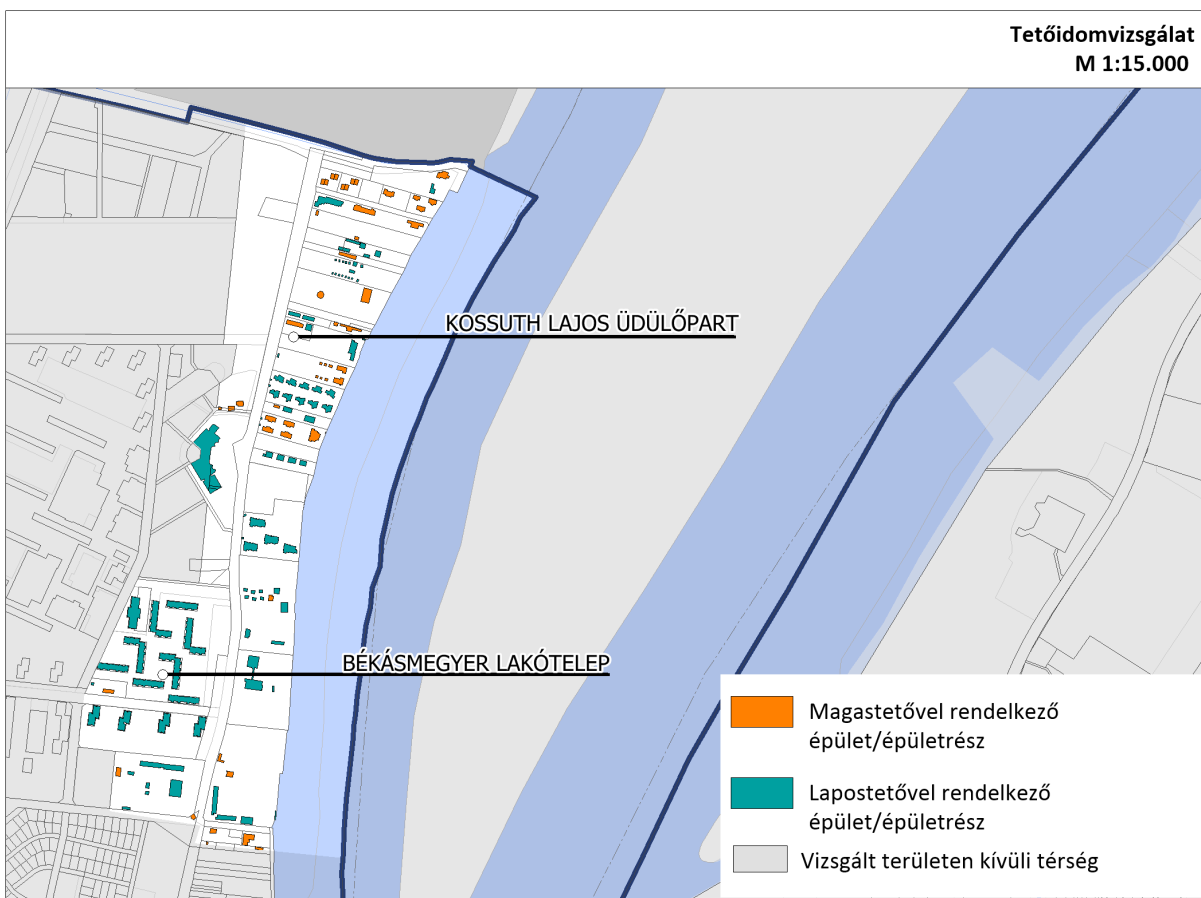 Tetőidomvizsgálat
M 1:15.000
KOSSUTH LAJOS ÜDÜLŐPART
BÉKÁSMEGYER LAKÓTELEP
Magastetővel rendelkező
épület/épületrész
Lapostetővel rendelkező
épület/épületrész
Vizsgált területen kívüli térség